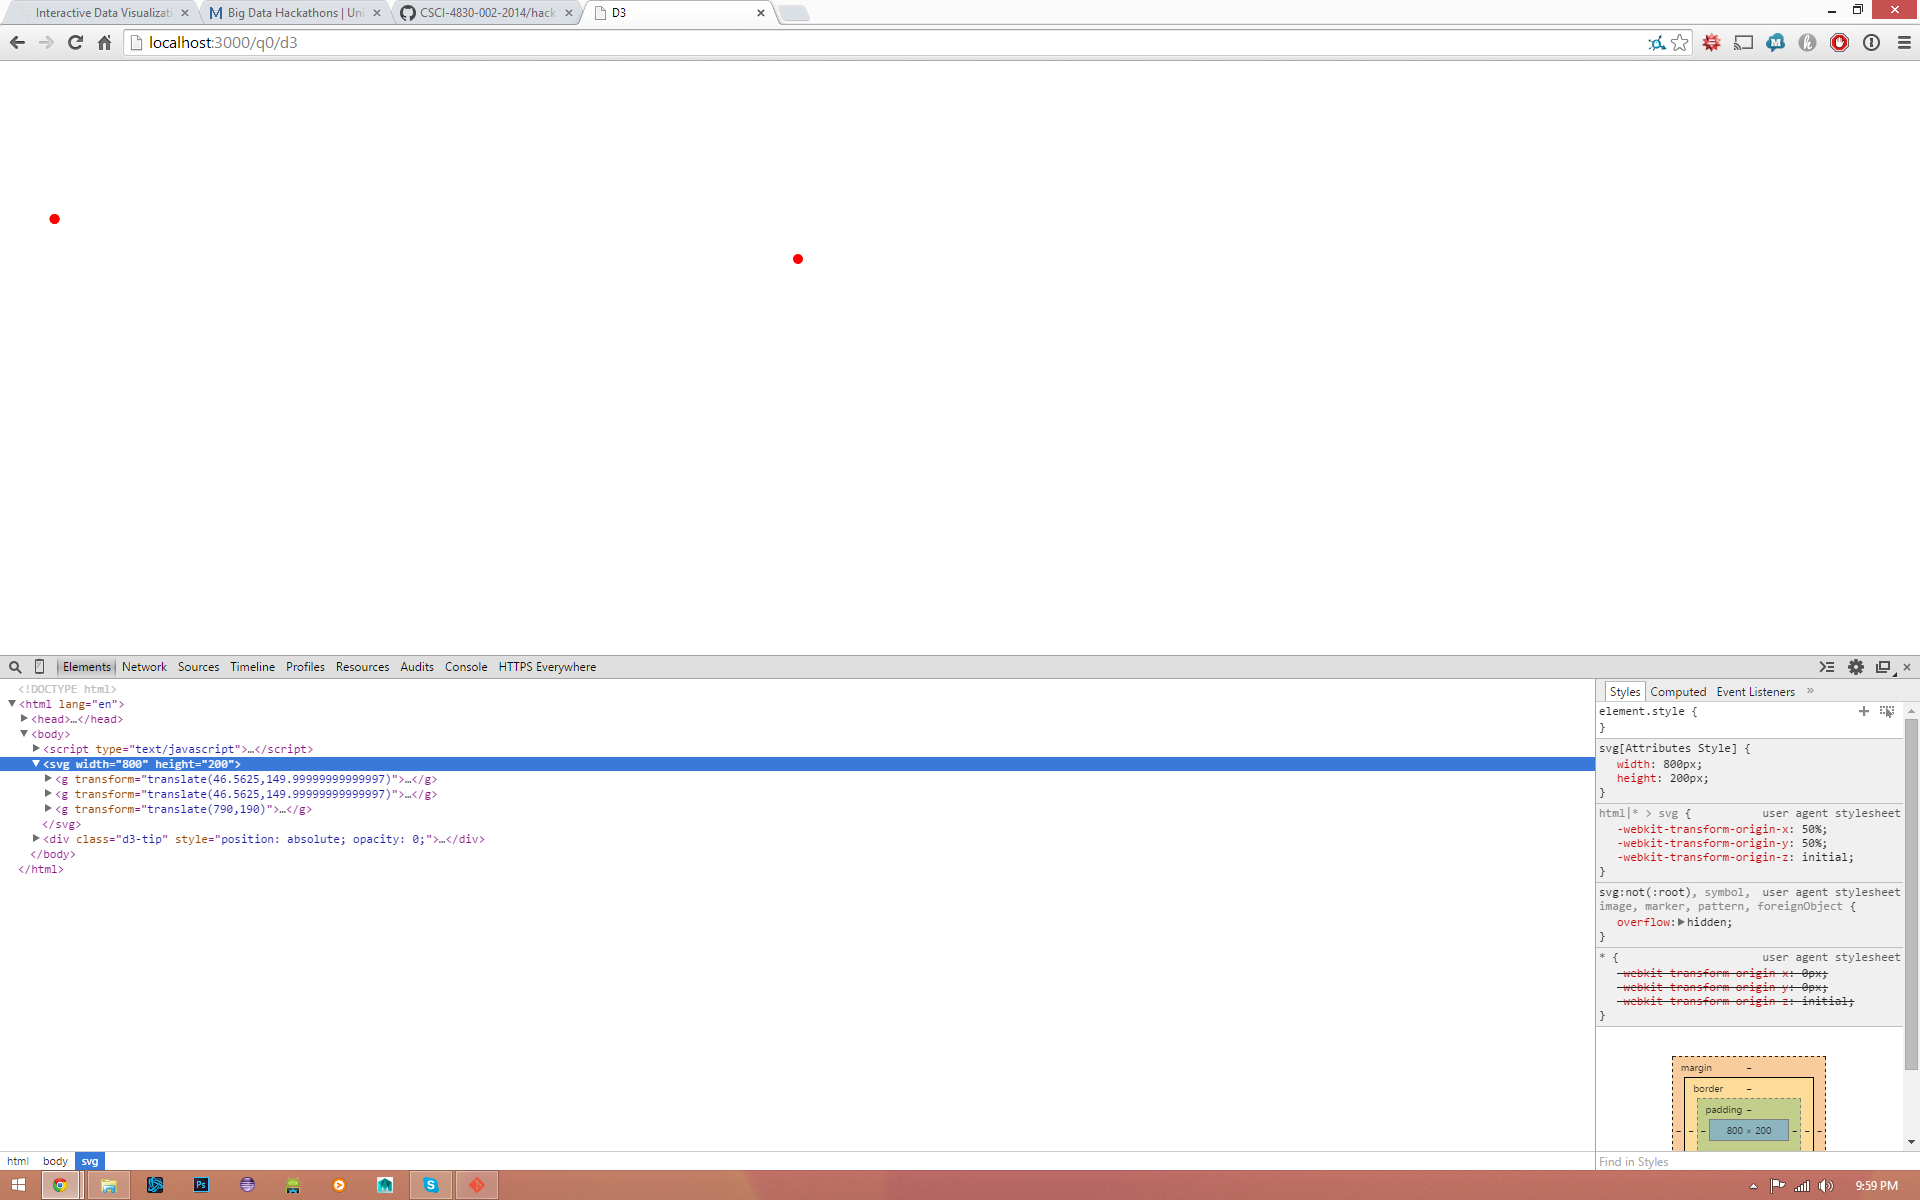 Interactive Data Visualizati
Big Data Hackathons | Uni
CSCI-4830-002-2014/hack
D3
localhost:3000/q0/d3
Elements Network Sources Timeline Profiles Resources Audits Console HTTPS Everywhere
<!DOCTYPE html>
<html lang="en">
<head>…</head>
<body>
<script type="text/javascript">…</script>
<svg width="800" height="200">
<g transform="translate(46.5625,149.99999999999997)">…</g>
<g transform="translate(46.5625,149.99999999999997)">…</g>
<g transform="translate(790,190)">…</g>
</svg>
<div class="d3-tip" style="position: absolute; opacity: 0;">…</div>
</body>
</html>
Styles Computed Event Listeners »
element.style {
}
svg[Attributes Style] {
width: 800px;
height: 200px;
}
html|* > svg { user agent stylesheet
-webkit-transform-origin-x: 50%;
-webkit-transform-origin-y: 50%;
-webkit-transform-origin-z: initial;
}
svg:not(:root), symbol, user agent stylesheet
image, marker, pattern, foreignObject {
overflow: hidden;
}
* { user agent stylesheet
-webkit-transform-origin-x: 0px;
-webkit-transform-origin-y: 0px;
-webkit-transform-origin-z: initial;
}
margin –
border –
padding –
– – – 800 × 200 – – –
Find in Styles
html body svg
Ps
9:59 PM